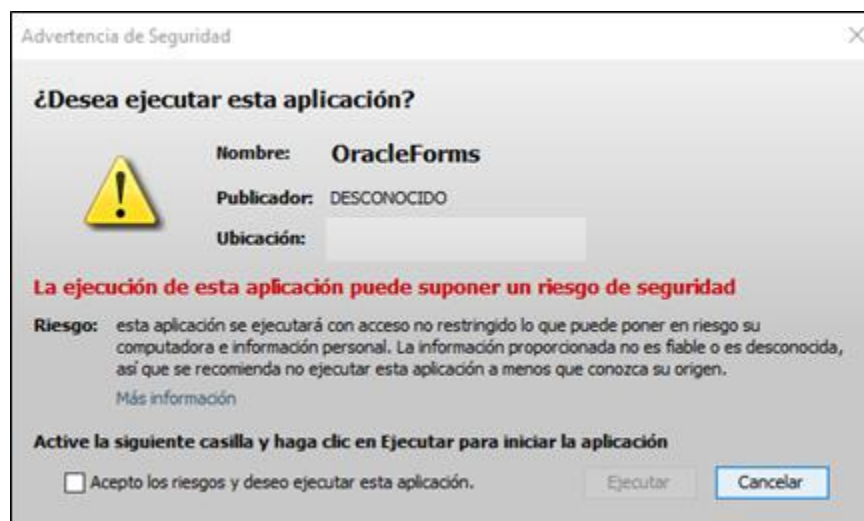 Advertencia de Seguridad
¿Desea ejecutar esta aplicación?
Nombre: OracleForms
Publicador: DESCONOCIDO
Ubicación:
La ejecución de esta aplicación puede suponer un riesgo de seguridad
Riesgo: esta aplicación se ejecutará con acceso no restringido lo que puede poner en riesgo su
computadora e información personal. La información proporcionada no es fiable o es desconocida,
así que se recomienda no ejecutar esta aplicación a menos que conozca su origen.
Más información
Active la siguiente casilla y haga clic en Ejecutar para iniciar la aplicación
Acepto los riesgos y deseo ejecutar esta aplicación. Ejecutar Cancelar